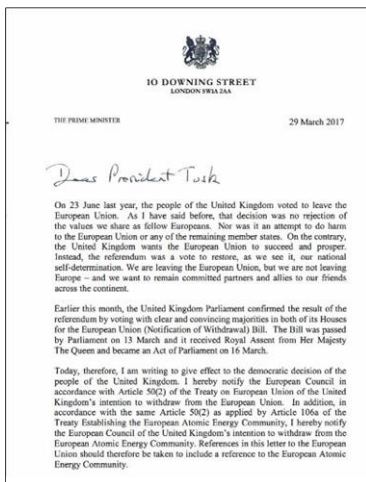 10 DOWNING STREET
LONDON SW1A 2AA
THE PRIME MINISTER
29 March 2017
Dear President Tusk
On 23 June last year, the people of the United Kingdom voted to leave the
European Union. As I have said before, that decision was no rejection of
the values we share as fellow Europeans. Nor was it an attempt to do harm
to the European Union or any of the remaining member states. On the contrary,
the United Kingdom wants the European Union to succeed and prosper.
Instead, the referendum was a vote to restore, as we see it, our national
self-determination. We are leaving the European Union, but we are not leaving
Europe – and we want to remain committed partners and allies to our friends
across the continent.
Earlier this month, the United Kingdom Parliament confirmed the result of the
referendum by voting with clear and convincing majorities in both of its Houses
for the European Union (Notification of Withdrawal) Bill. The Bill was passed
by Parliament on 13 March and it received Royal Assent from Her Majesty
The Queen and became an Act of Parliament on 16 March.
Today, therefore, I am writing to give effect to the democratic decision of the
people of the United Kingdom. I hereby notify the European Council in
accordance with Article 50(2) of the Treaty on European Union of the United
Kingdom's intention to withdraw from the European Union. In addition, in
accordance with the same Article 50(2) as applied by Article 106a of the
Treaty Establishing the European Atomic Energy Community, I hereby notify
the European Council of the United Kingdom's intention to withdraw from the
European Atomic Energy Community. References in this letter to the European
Union should therefore be taken to include a reference to the European Atomic
Energy Community.